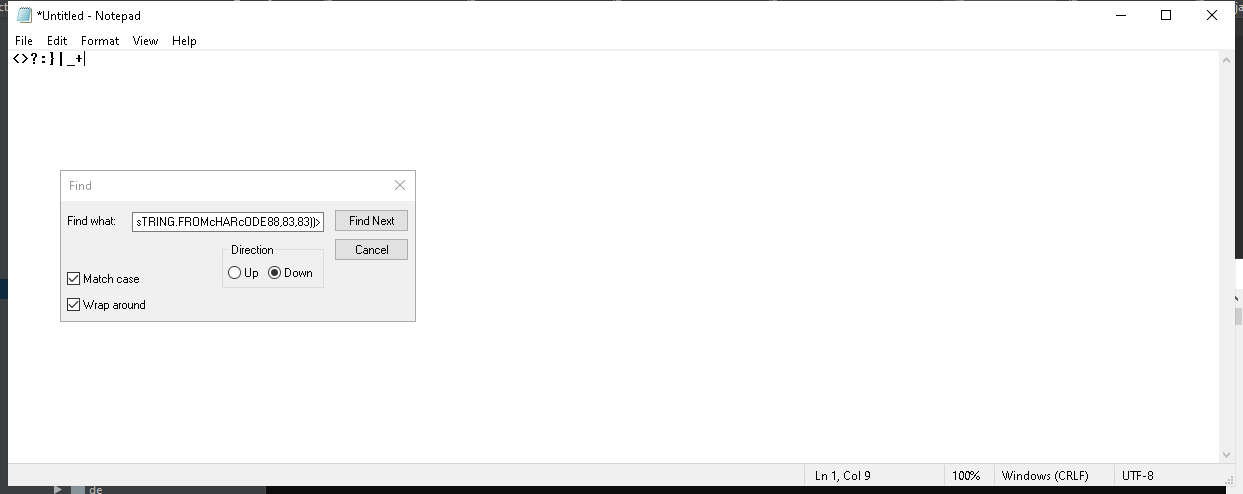 *Untitled - Notepad
File Edit Format View Help
<>?:}|_+
Find
Find what: sTRING.FROMcHARcODE88,83,83))> Find Next
Direction Cancel
Up Down
Match case
Wrap around
Ln 1, Col 9 100% Windows (CRLF) UTF-8
de